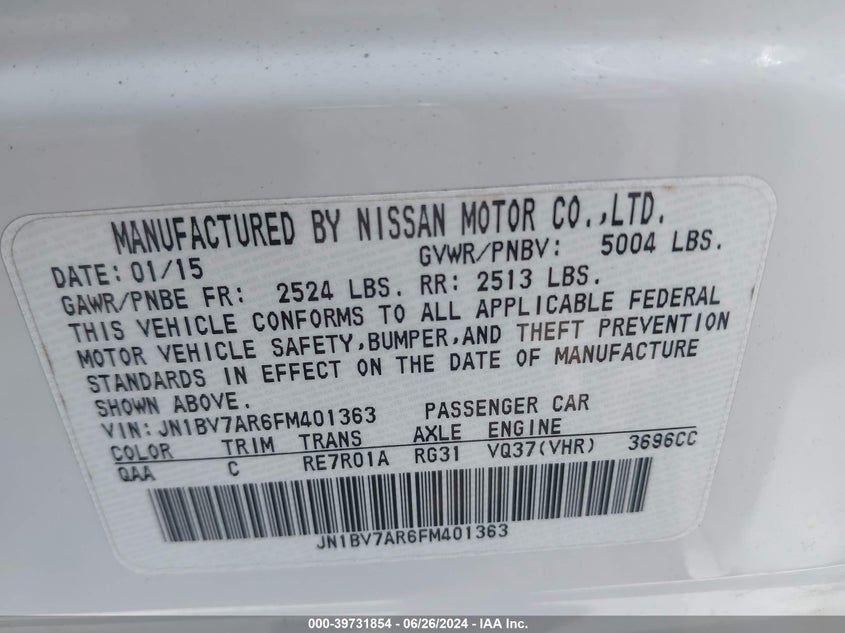 MANUFACTURED BY NISSAN MOTOR CO.,LTD.
DATE: 01/15 GVWR/PNBV: 5004 LBS.
GAWR/PNBE FR: 2524 LBS. RR: 2513 LBS.
THIS VEHICLE CONFORMS TO ALL APPLICABLE FEDERAL
MOTOR VEHICLE SAFETY,BUMPER,AND THEFT PREVENTION
STANDARDS IN EFFECT ON THE DATE OF MANUFACTURE
SHOWN ABOVE.
VIN: JN1BV7AR6FM401363 PASSENGER CAR
COLOR TRIM TRANS AXLE ENGINE
QAA C RE7R01A RG31 VQ37(VHR) 3696CC
JN1BV7AR6FM401363
000-39731854 / 06/26/2024 - IAA Inc.